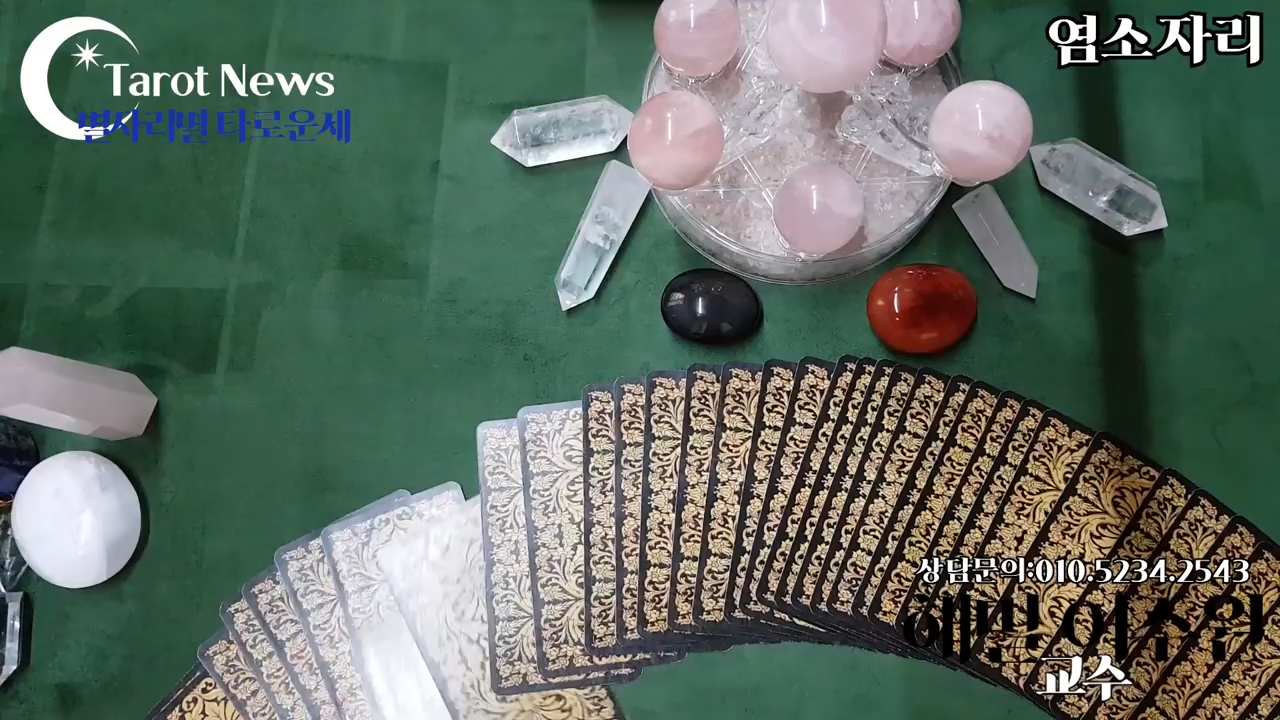 Tarot News
별자리별 타로운세
염소자리
상담문의:010.5234.2543
해빈 이수원
교수